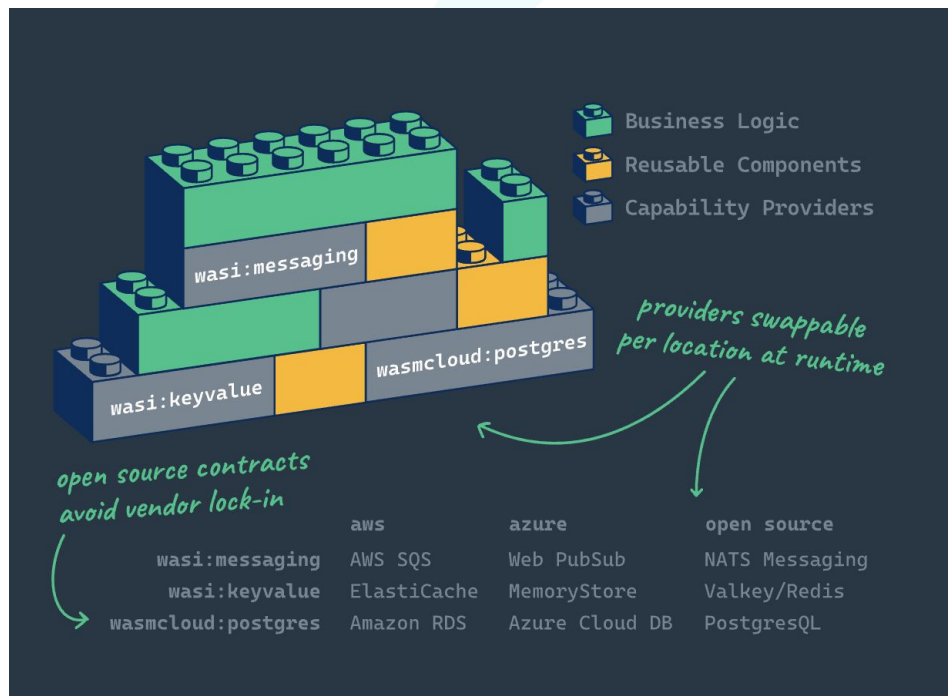 Business Logic
Reusable Components
Capability Providers
wasi:messaging
wasi:keyvalue
wasmcloud:postgres
providers swappable
per location at runtime
open source contracts
avoid vendor lock-in
aws azure open source
wasi:messaging AWS SQS Web PubSub NATS Messaging
wasi:keyvalue ElastiCache MemoryStore Valkey/Redis
wasmcloud:postgres Amazon RDS Azure Cloud DB PostgresQL